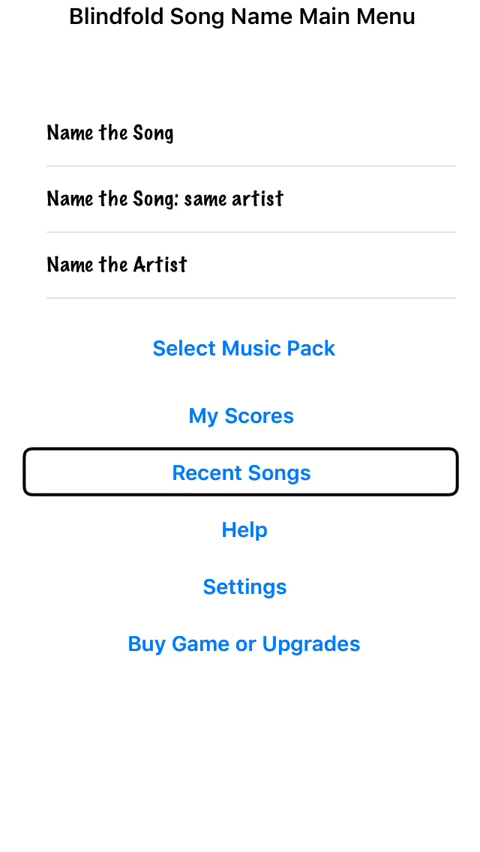 Blindfold Song Name Main Menu
Name the Song
Name the Song: same artist
Name the Artist
Select Music Pack
My Scores
Recent Songs
Help
Settings
Buy Game or Upgrades